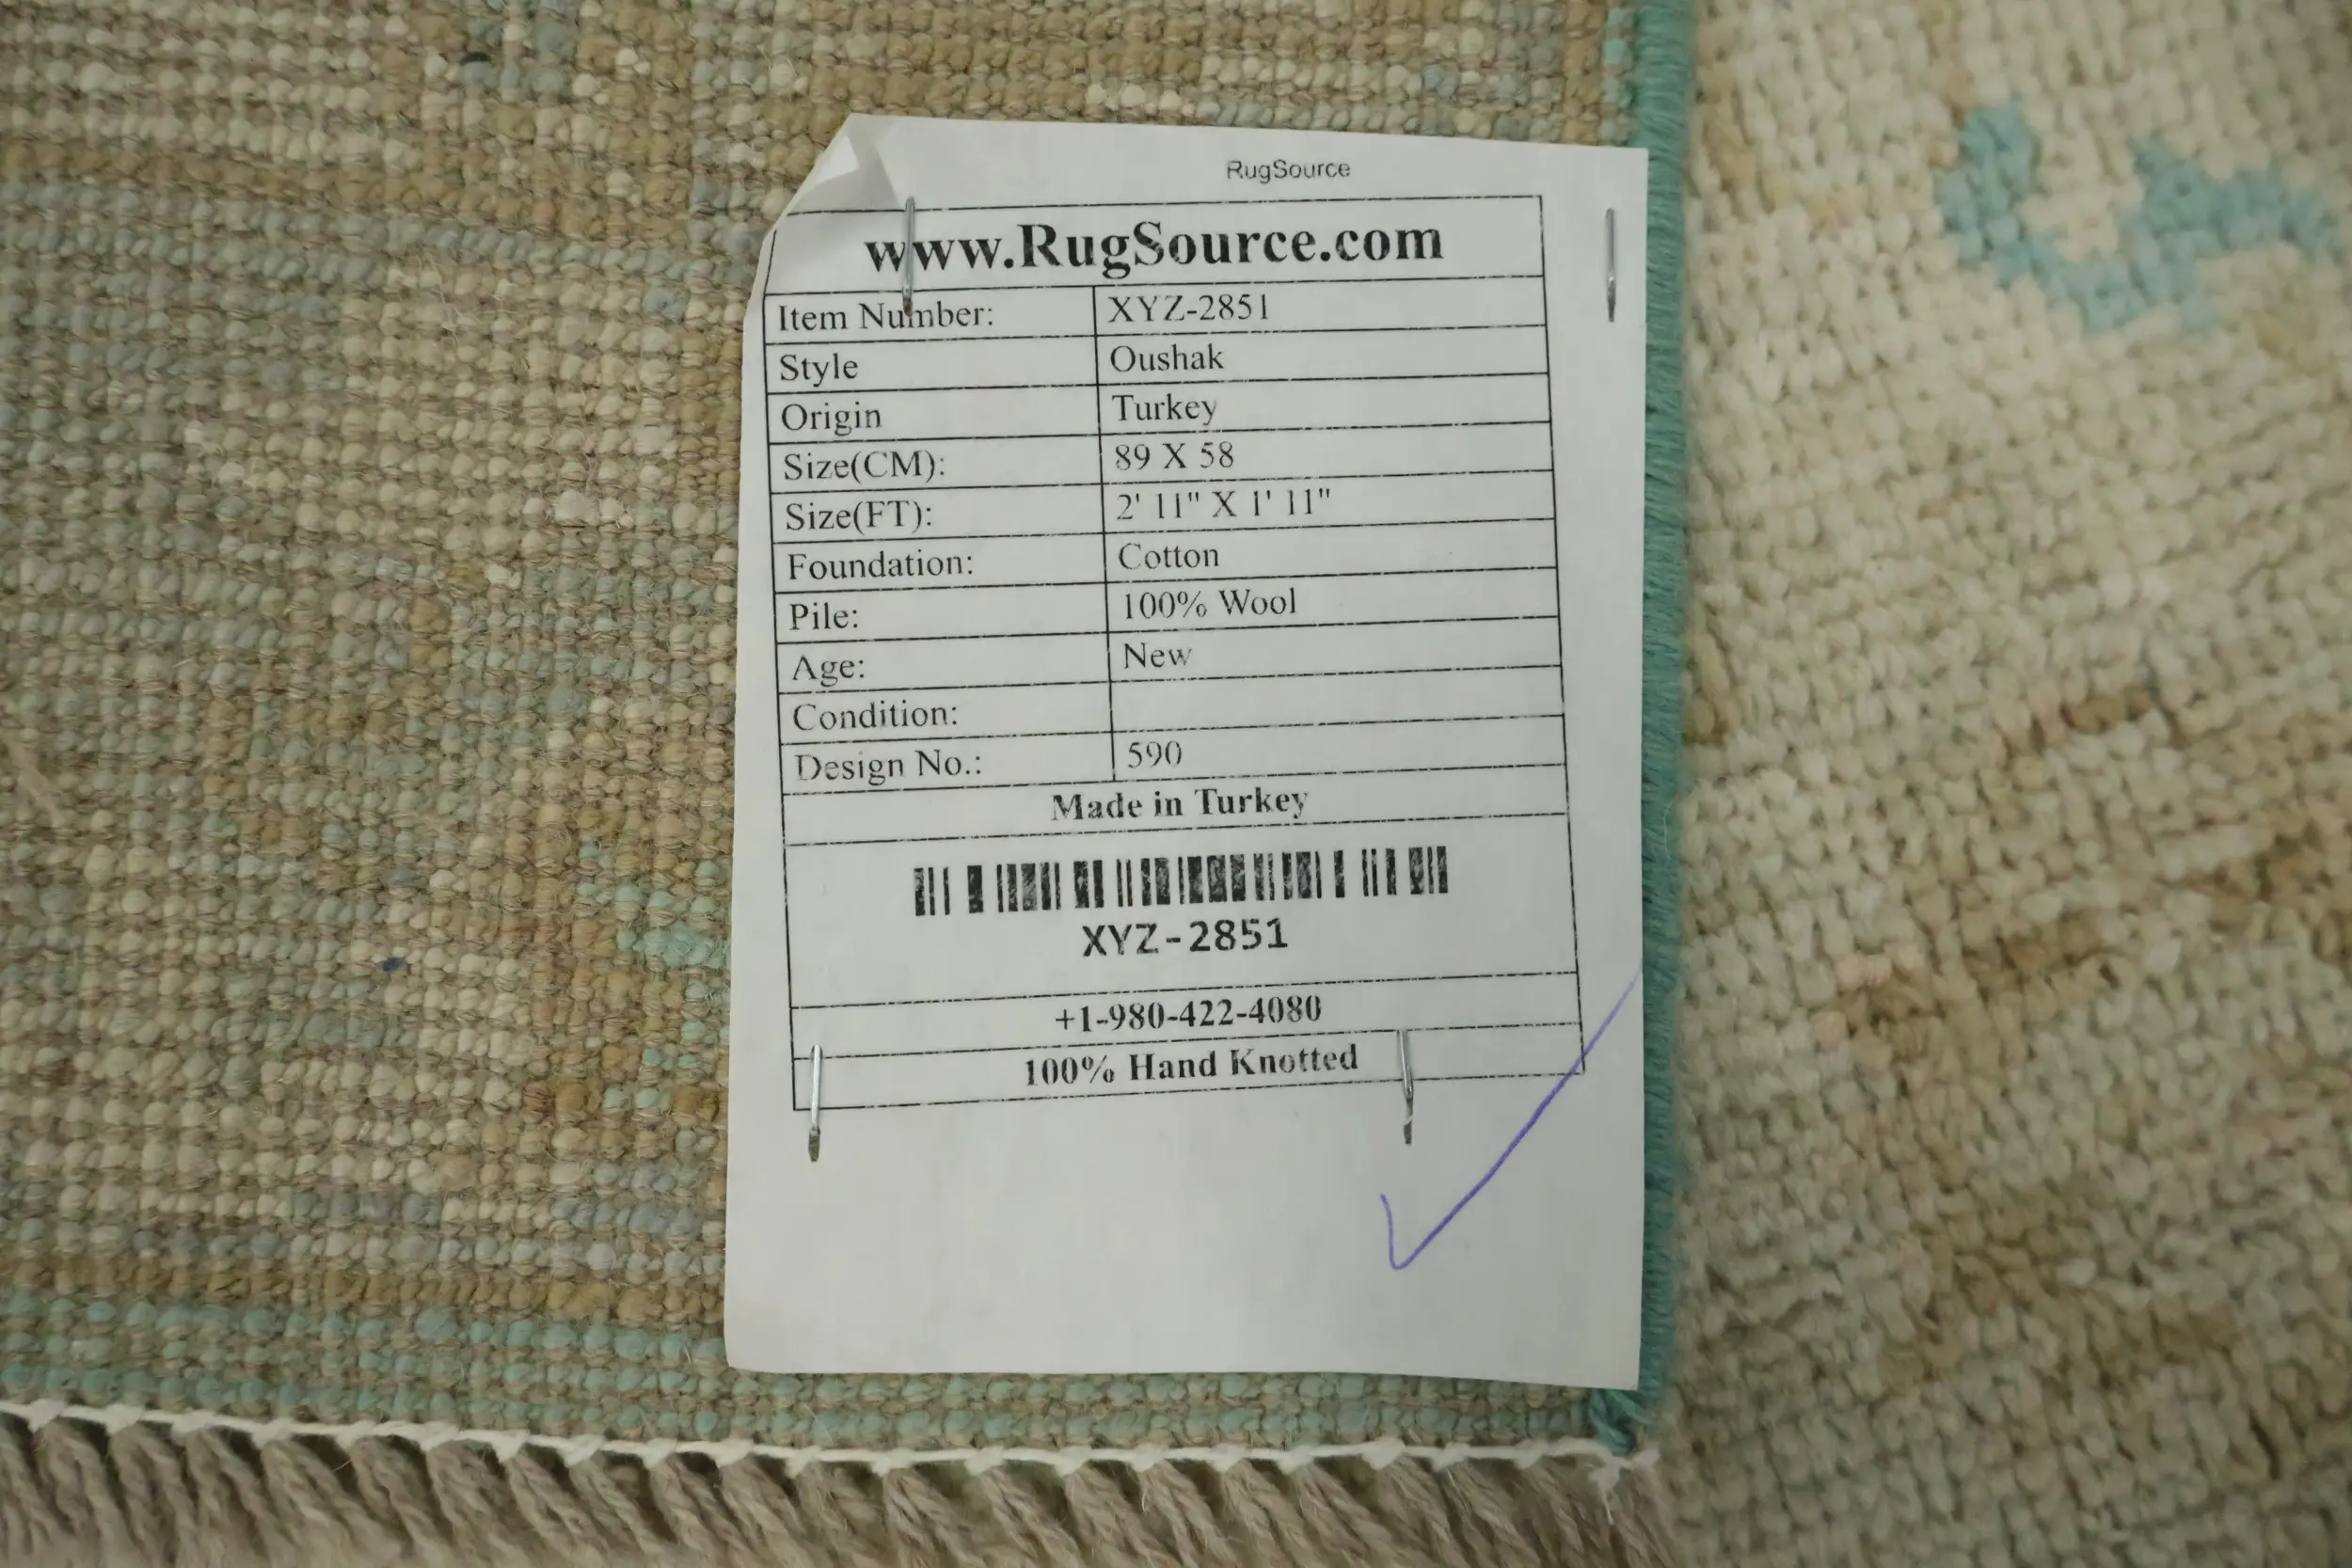 RugSource
www.RugSource.com
Item Number: XYZ-2851
Style Oushak
Origin Turkey
Size(CM): 89 X 58
Size(FT): 2' 11" X 1' 11"
Foundation: Cotton
Pile: 100% Wool
Age: New
Condition:
Design No.: 590
Made in Turkey
XYZ-2851
+1-980-422-4080
100% Hand Knotted